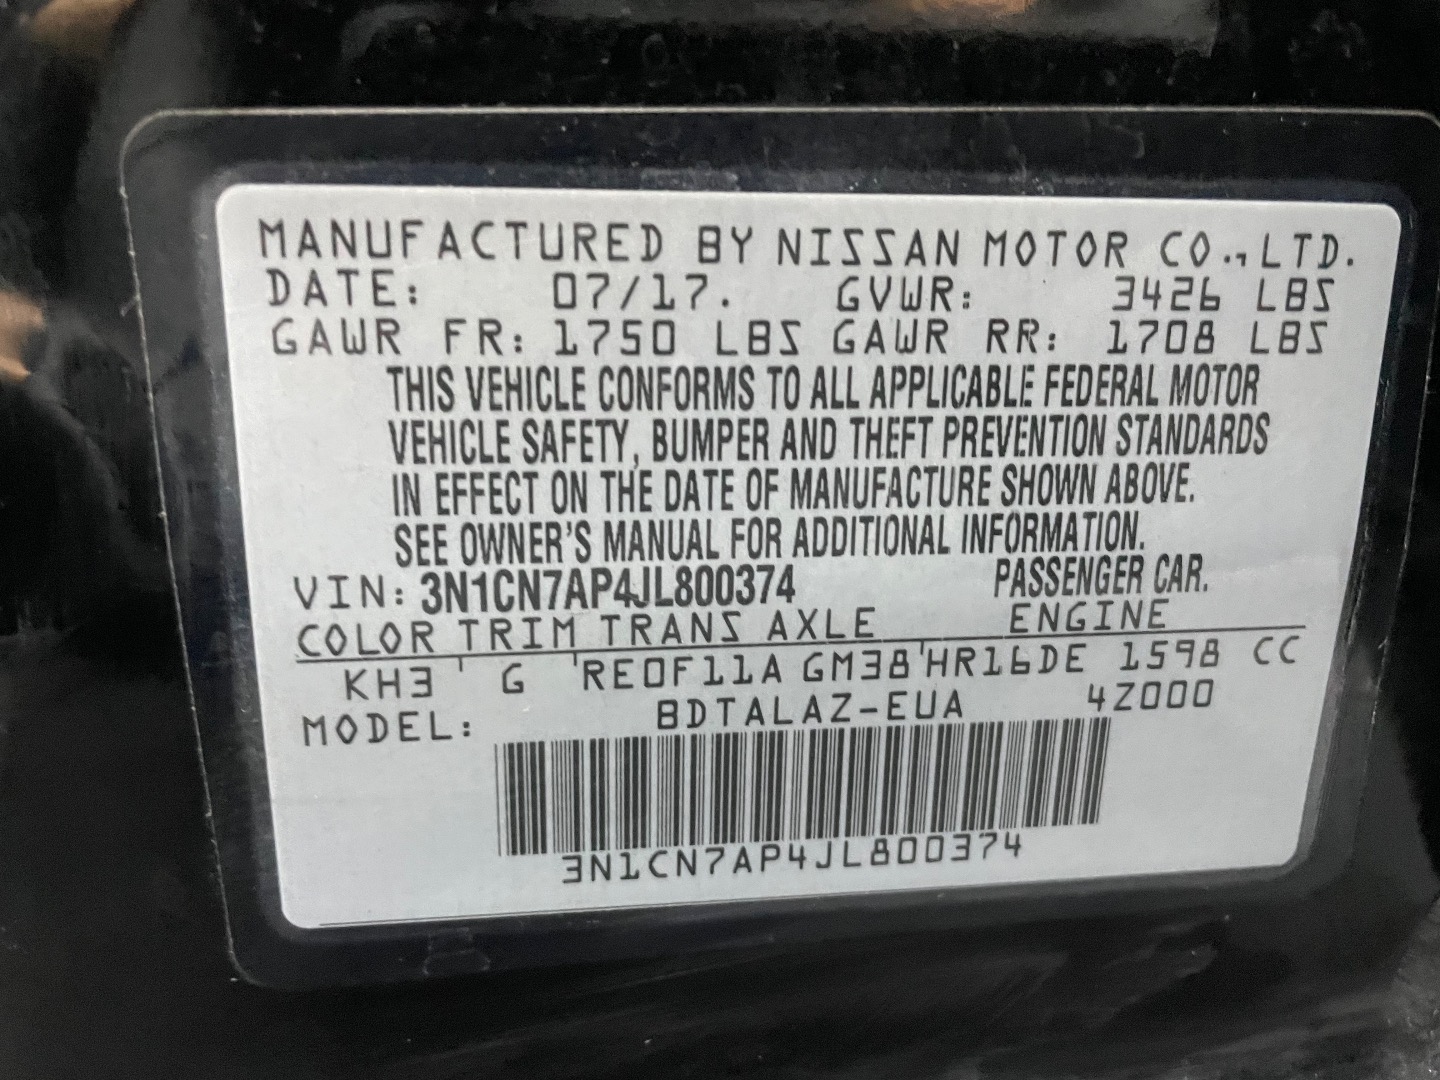 MANUFACTURED BY NISSAN MOTOR CO., LTD.
DATE: 07/17. GVWR: 3426 LBS
GAWR FR: 1750 LBS GAWR RR: 1708 LBS
THIS VEHICLE CONFORMS TO ALL APPLICABLE FEDERAL MOTOR
VEHICLE SAFETY, BUMPER AND THEFT PREVENTION STANDARDS
IN EFFECT ON THE DATE OF MANUFACTURE SHOWN ABOVE.
SEE OWNER'S MANUAL FOR ADDITIONAL INFORMATION.
VIN: 3N1CN7AP4JL800374 PASSENGER CAR.
COLOR TRIM TRANS AXLE ENGINE
KH3 G RE0F11A GM38 HR16DE 1598 CC
MODEL: BDTALAZ-EUA 4Z000
3N1CN7AP4JL800374